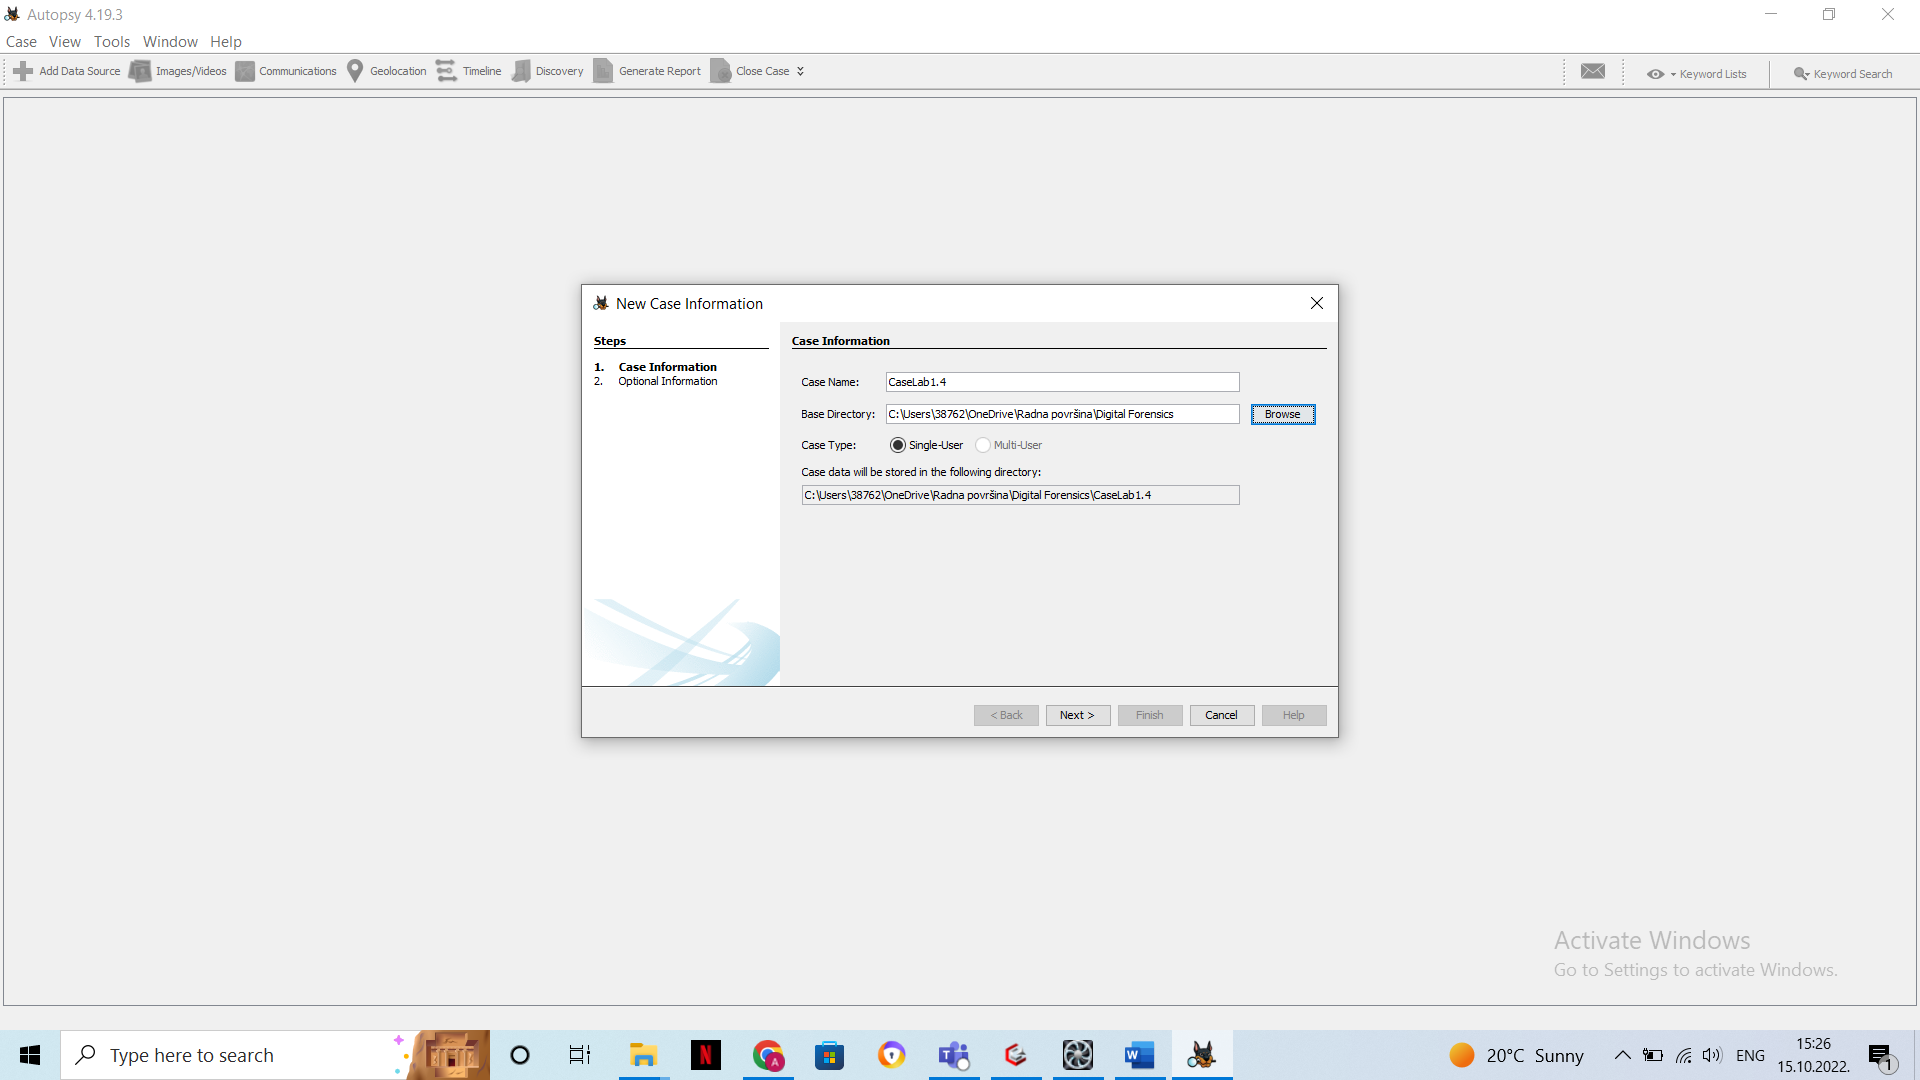 Autopsy 4.19.3
Case View Tools Window Help
Add Data Source Images/Videos Communications Geolocation Timeline Discovery Generate Report Close Case Keyword Lists Keyword Search
New Case Information
Steps
1. Case Information
2. Optional Information
Case Information
Case Name: CaseLab1.4
Base Directory: C:\Users\38762\OneDrive\Radna površina\Digital Forensics Browse
Case Type: Single-User Multi-User
Case data will be stored in the following directory:
C:\Users\38762\OneDrive\Radna površina\Digital Forensics\CaseLab1.4
< Back Next > Finish Cancel Help
Activate Windows
Go to Settings to activate Windows.
Type here to search
20°C Sunny
ENG
15:26
15.10.2022.
1